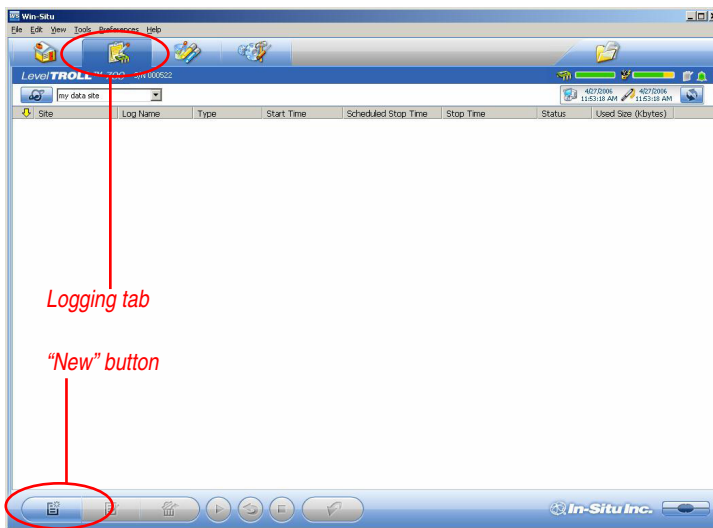 Win-Situ
File Edit View Tools Preferences Help
Level TROLL™ 700 S/N 000522
my data site
4/27/2006
11:53:18 AM
4/27/2006
11:53:18 AM
Site Log Name Type Start Time Scheduled Stop Time Stop Time Status Used Size (Kbytes)
Logging tab
“New” button
In-Situ Inc.